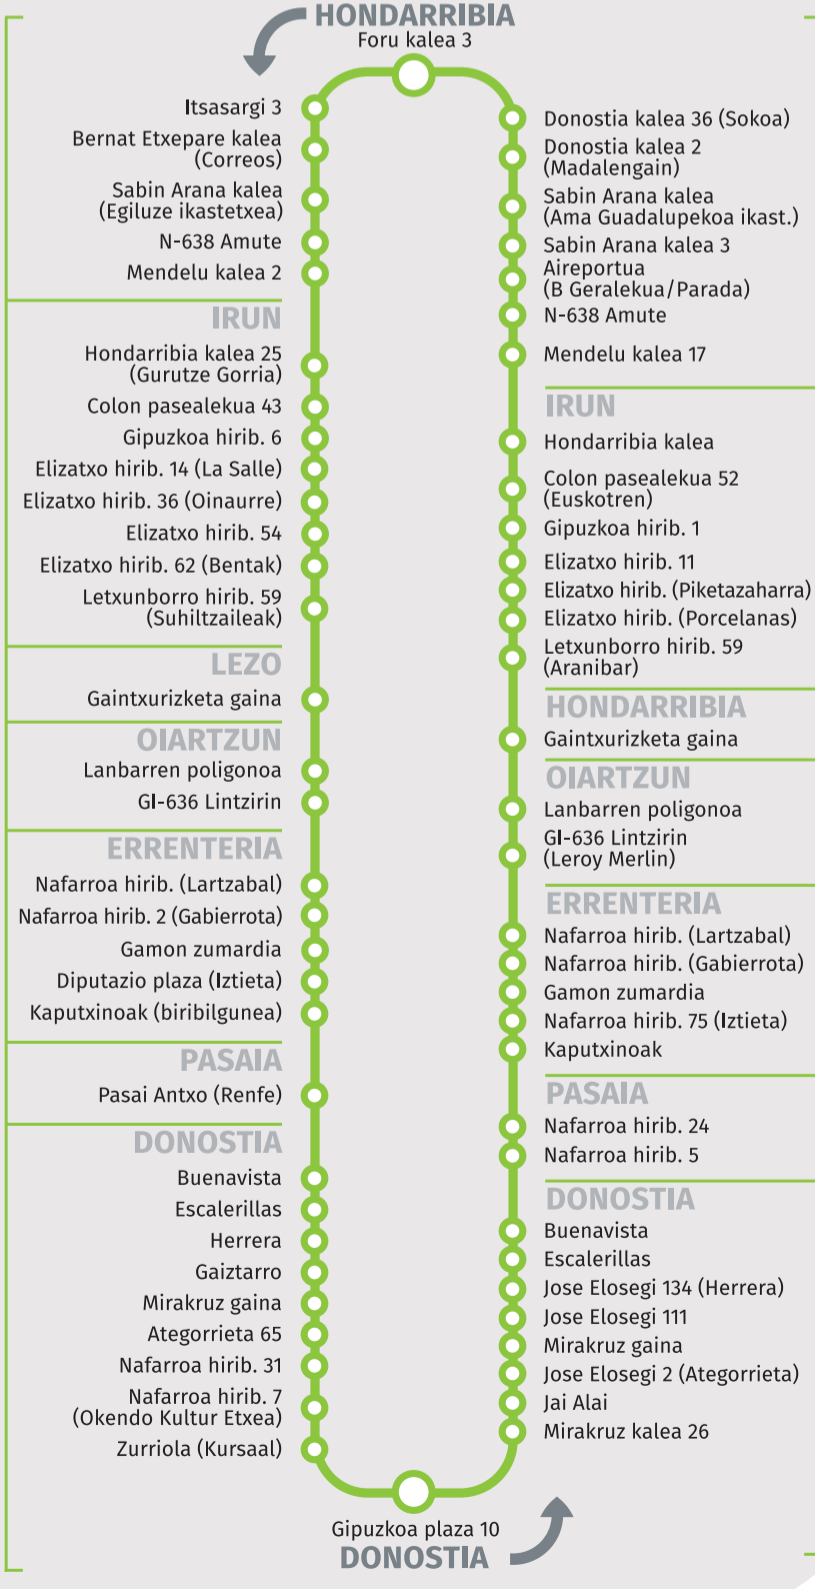 HONDARRIBIA
Foru kalea 3
Itsasargi 3
Bernat Etxepare kalea
(Correos)
Sabin Arana kalea
(Egiluze ikastetxea)
N-638 Amute
Mendelu kalea 2
IRUN
Hondarribia kalea 25
(Gurutze Gorria)
Colon pasealekua 43
Gipuzkoa hirib. 6
Elizatxo hirib. 14 (La Salle)
Elizatxo hirib. 36 (Oinaurre)
Elizatxo hirib. 54
Elizatxo hirib. 62 (Bentak)
Letxunborro hirib. 59
(Suhiltzaileak)
LEZO
Gaintxurizketa gaina
OIARTZUN
Lanbarren poligonoa
GI-636 Lintzirin
ERRENTERIA
Nafarroa hirib. (Lartzabal)
Nafarroa hirib. 2 (Gabierrota)
Gamon zumardia
Diputazio plaza (Iztieta)
Kaputxinoak (biribilgunea)
PASAIA
Pasai Antxo (Renfe)
DONOSTIA
Buenavista
Escalerillas
Herrera
Gaiztarro
Mirakruz gaina
Ategorrieta 65
Nafarroa hirib. 31
Nafarroa hirib. 7
(Okendo Kultur Etxea)
Zurriola (Kursaal)
Donostia kalea 36 (Sokoa)
Donostia kalea 2
(Madalengain)
Sabin Arana kalea
(Ama Guadalupekoa ikast.)
Sabin Arana kalea 3
Aireportua
(B Geralekua/Parada)
N-638 Amute
Mendelu kalea 17
IRUN
Hondarribia kalea
Colon pasealekua 52
(Euskotren)
Gipuzkoa hirib. 1
Elizatxo hirib. 11
Elizatxo hirib. (Piketazaharra)
Elizatxo hirib. (Porcelanas)
Letxunborro hirib. 59
(Aranibar)
HONDARRIBIA
Gaintxurizketa gaina
OIARTZUN
Lanbarren poligonoa
GI-636 Lintzirin
(Leroy Merlin)
ERRENTERIA
Nafarroa hirib. (Lartzabal)
Nafarroa hirib. (Gabierrota)
Gamon zumardia
Nafarroa hirib. 75 (Iztieta)
Kaputxinoak
PASAIA
Nafarroa hirib. 24
Nafarroa hirib. 5
DONOSTIA
Buenavista
Escalerillas
Jose Elosegi 134 (Herrera)
Jose Elosegi 111
Mirakruz gaina
Jose Elosegi 2 (Ategorrieta)
Jai Alai
Mirakruz kalea 26
Gipuzkoa plaza 10
DONOSTIA